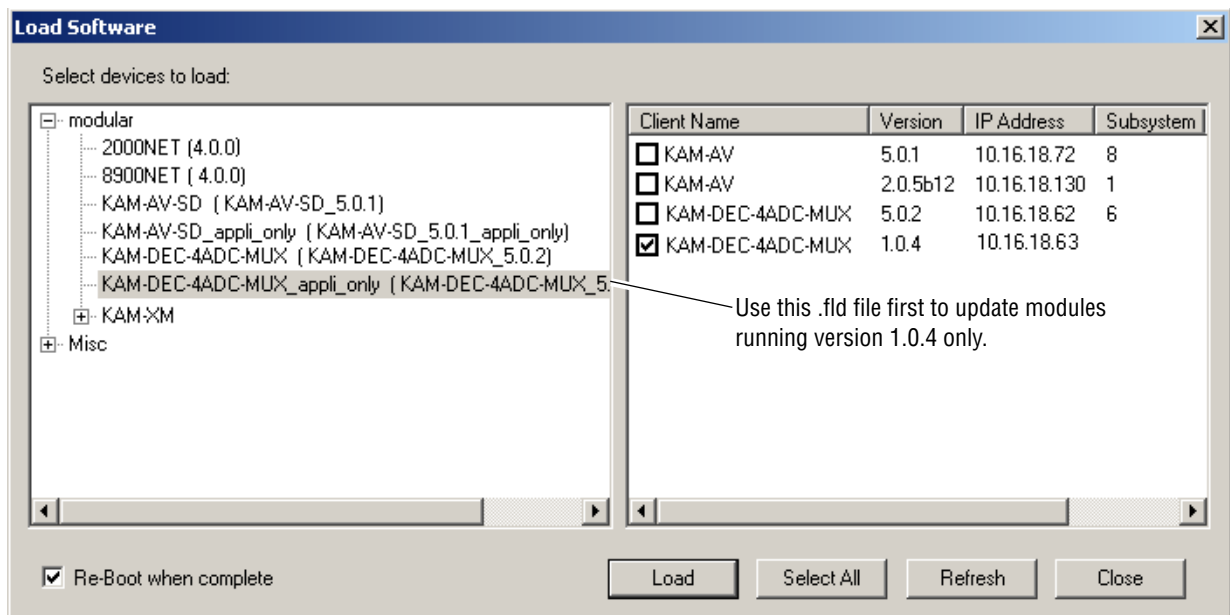 Load Software
Select devices to load:
modular
2000NET (4.0.0)
8900NET ( 4.0.0)
KAM-AV-SD ( KAM-AV-SD_5.0.1)
KAM-AV-SD_appli_only ( KAM-AV-SD_5.0.1_appli_only)
KAM-DEC-4ADC-MUX ( KAM-DEC-4ADC-MUX_5.0.2)
KAM-DEC-4ADC-MUX_appli_only ( KAM-DEC-4ADC-MUX_5.
KAM-XM
Misc
Client Name Version IP Address Subsystem
KAM-AV 5.0.1 10.16.18.72 8
KAM-AV 2.0.5b12 10.16.18.130 1
KAM-DEC-4ADC-MUX 5.0.2 10.16.18.62 6
KAM-DEC-4ADC-MUX 1.0.4 10.16.18.63
Use this .fld file first to update modules
running version 1.0.4 only.
Re-Boot when complete
Load Select All Refresh Close